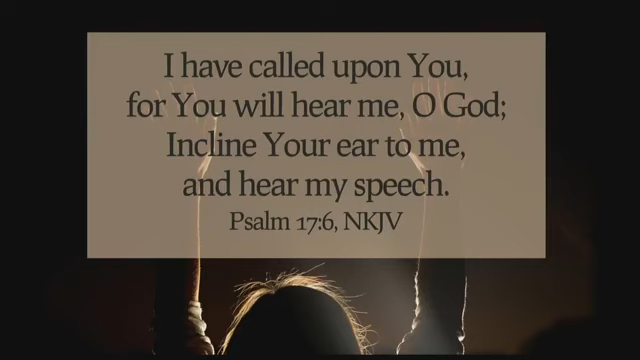 I have called upon You,
for You will hear me, O God;
Incline Your ear to me,
and hear my speech.
Psalm 17:6, NKJV